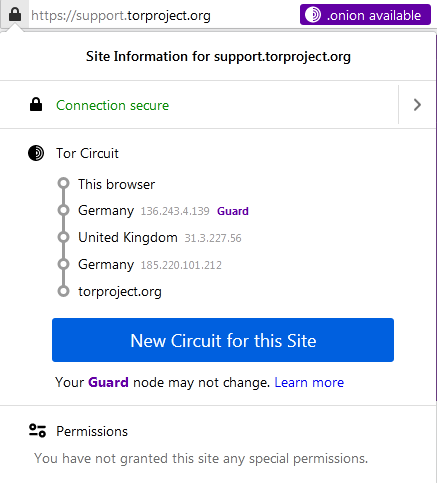 https://support.torproject.org .onion available
Site Information for support.torproject.org
Connection secure
Tor Circuit
This browser
Germany 136.243.4.139 Guard
United Kingdom 31.3.227.56
Germany 185.220.101.212
torproject.org
New Circuit for this Site
Your Guard node may not change. Learn more
Permissions
You have not granted this site any special permissions.